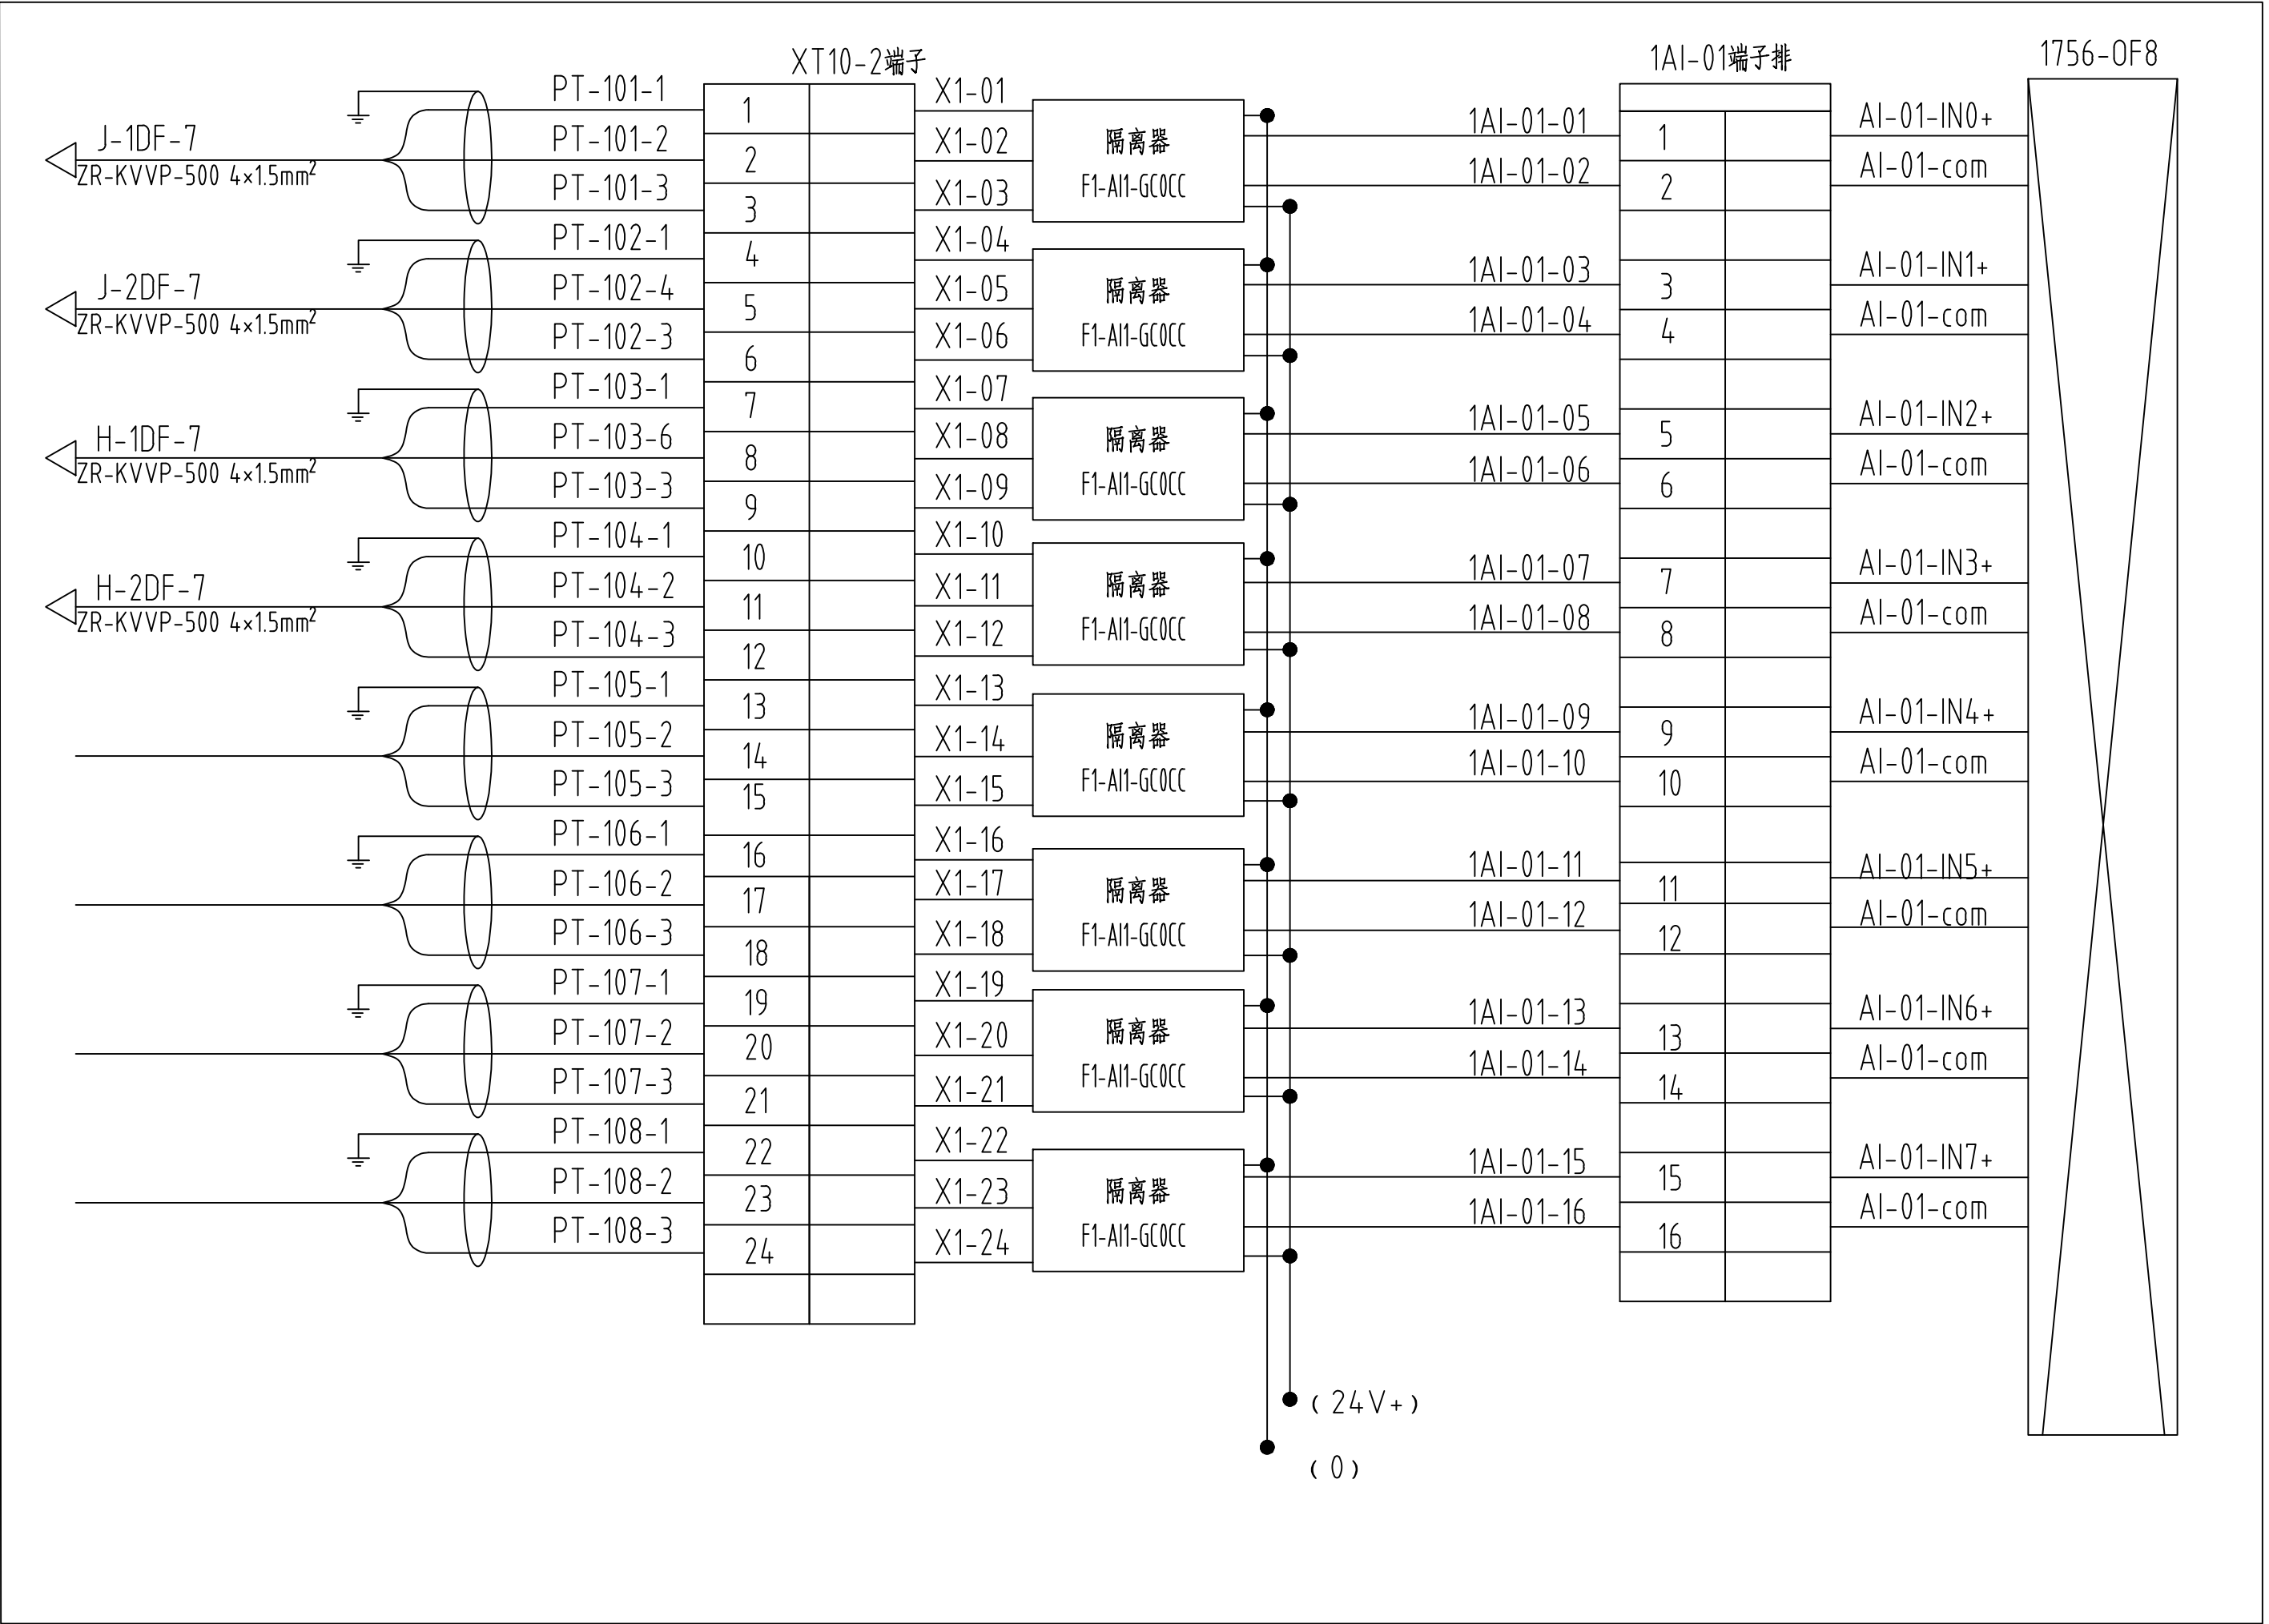 XT10-2端子
1AI-01端子排
1756-OF8
J-1DF-7
ZR-KVVP-500 4×1.5mm²
J-2DF-7
ZR-KVVP-500 4×1.5mm²
H-1DF-7
ZR-KVVP-500 4×1.5mm²
H-2DF-7
ZR-KVVP-500 4×1.5mm²
PT-101-1
PT-101-2
PT-101-3
PT-102-1
PT-102-4
PT-102-3
PT-103-1
PT-103-6
PT-103-3
PT-104-1
PT-104-2
PT-104-3
PT-105-1
PT-105-2
PT-105-3
PT-106-1
PT-106-2
PT-106-3
PT-107-1
PT-107-2
PT-107-3
PT-108-1
PT-108-2
PT-108-3
1
2
3
4
5
6
7
8
9
10
11
12
13
14
15
16
17
18
19
20
21
22
23
24
X1-01
X1-02
X1-03
X1-04
X1-05
X1-06
X1-07
X1-08
X1-09
X1-10
X1-11
X1-12
X1-13
X1-14
X1-15
X1-16
X1-17
X1-18
X1-19
X1-20
X1-21
X1-22
X1-23
X1-24
隔离器
F1-AI1-GC0CC
隔离器
F1-AI1-GC0CC
隔离器
F1-AI1-GC0CC
隔离器
F1-AI1-GC0CC
隔离器
F1-AI1-GC0CC
隔离器
F1-AI1-GC0CC
隔离器
F1-AI1-GC0CC
隔离器
F1-AI1-GC0CC
(24V+)
(0)
1AI-01-01
1AI-01-02
1AI-01-03
1AI-01-04
1AI-01-05
1AI-01-06
1AI-01-07
1AI-01-08
1AI-01-09
1AI-01-10
1AI-01-11
1AI-01-12
1AI-01-13
1AI-01-14
1AI-01-15
1AI-01-16
1
2
3
4
5
6
7
8
9
10
11
12
13
14
15
16
AI-01-IN0+
AI-01-com
AI-01-IN1+
AI-01-com
AI-01-IN2+
AI-01-com
AI-01-IN3+
AI-01-com
AI-01-IN4+
AI-01-com
AI-01-IN5+
AI-01-com
AI-01-IN6+
AI-01-com
AI-01-IN7+
AI-01-com